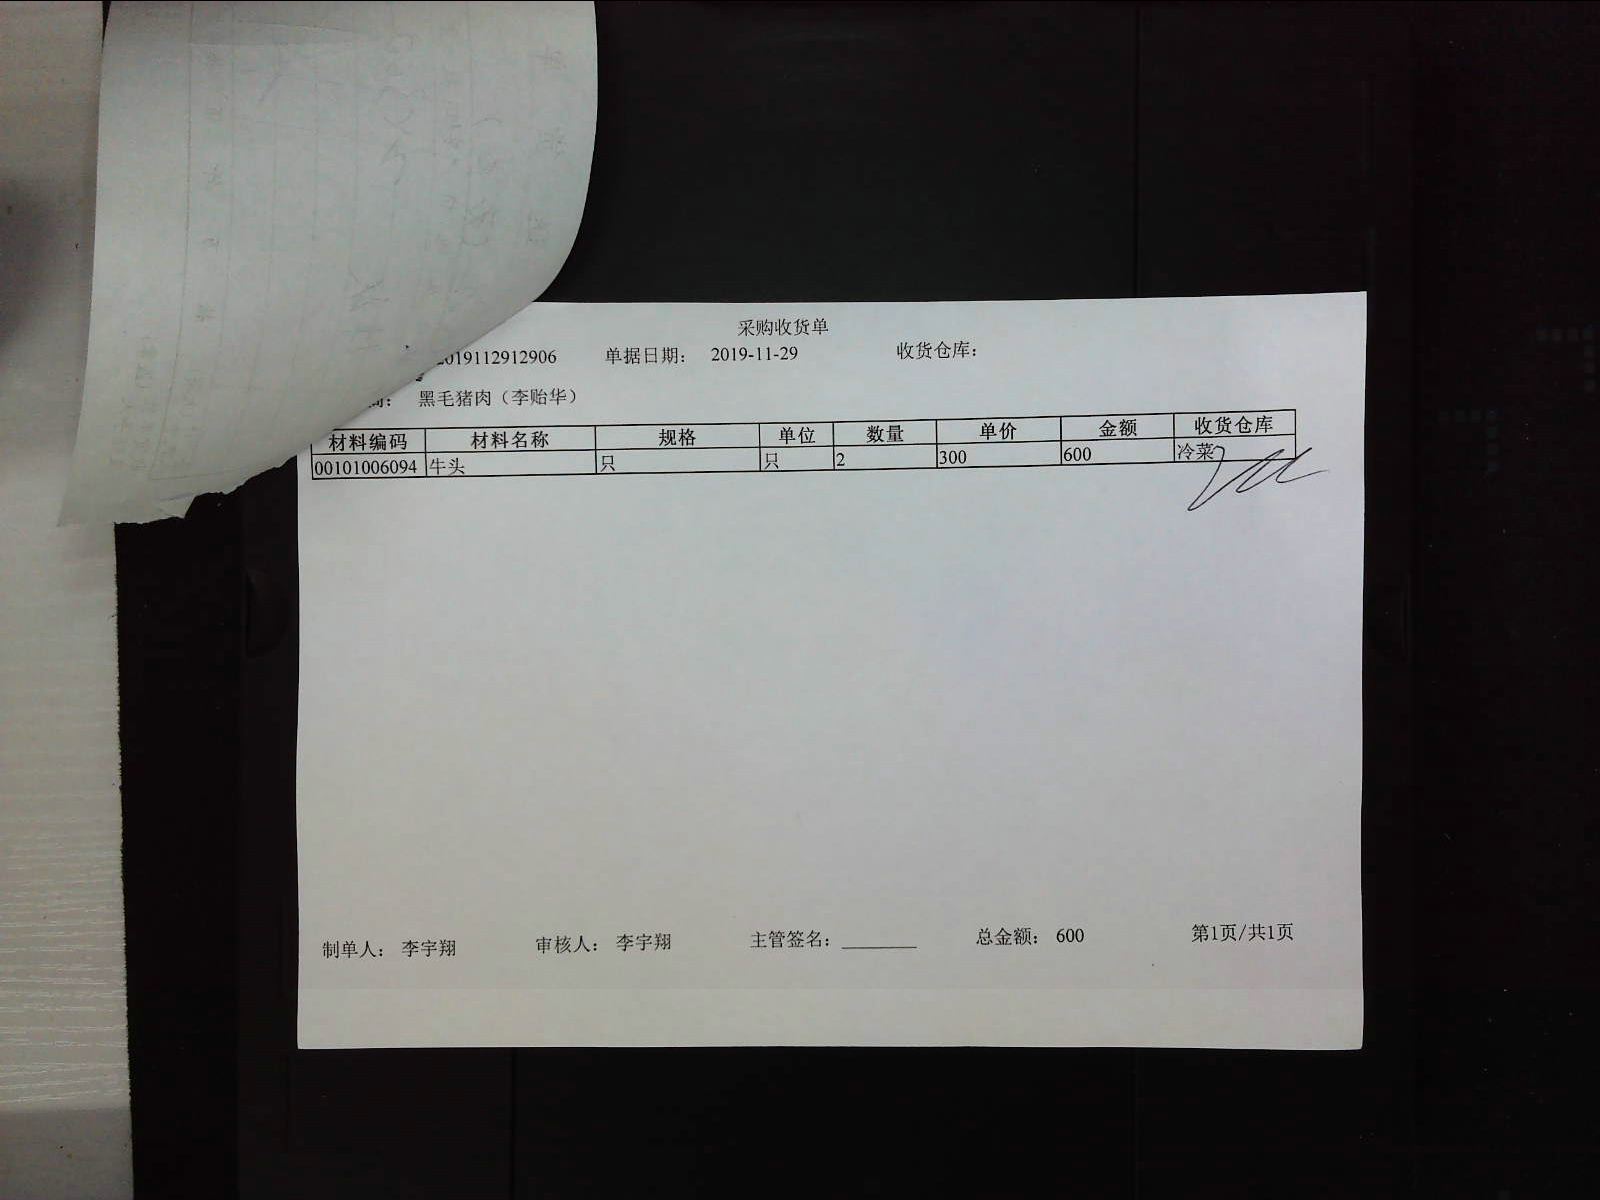 采购收货单
2019112912906 单据日期： 2019-11-29 收货仓库：
商： 黑毛猪肉（李贻华）
材料编码 材料名称 规格 单位 数量 单价 金额 收货仓库
00101006094 牛头 只 只 2 300 600 冷菜
制单人： 李宇翔 审核人： 李宇翔 主管签名： 总金额： 600 第1页/共1页